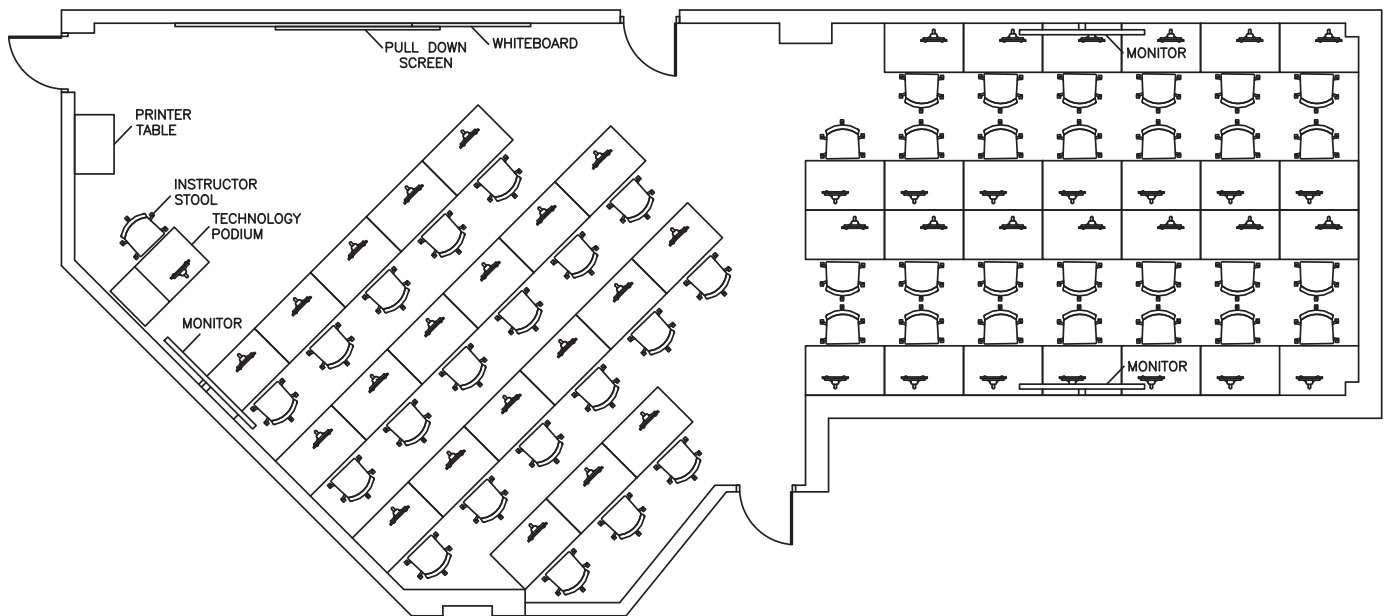 PULL DOWN
SCREEN
WHITEBOARD
MONITOR
PRINTER
TABLE
INSTRUCTOR
STOOL
TECHNOLOGY
PODIUM
MONITOR
MONITOR